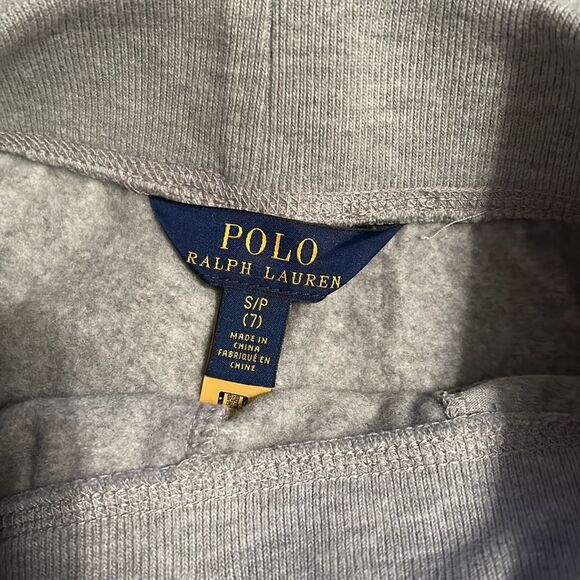 POLO
RALPH LAUREN
S/P
(7)
MADE IN
CHINA
FABRIQUÉ EN
CHINE